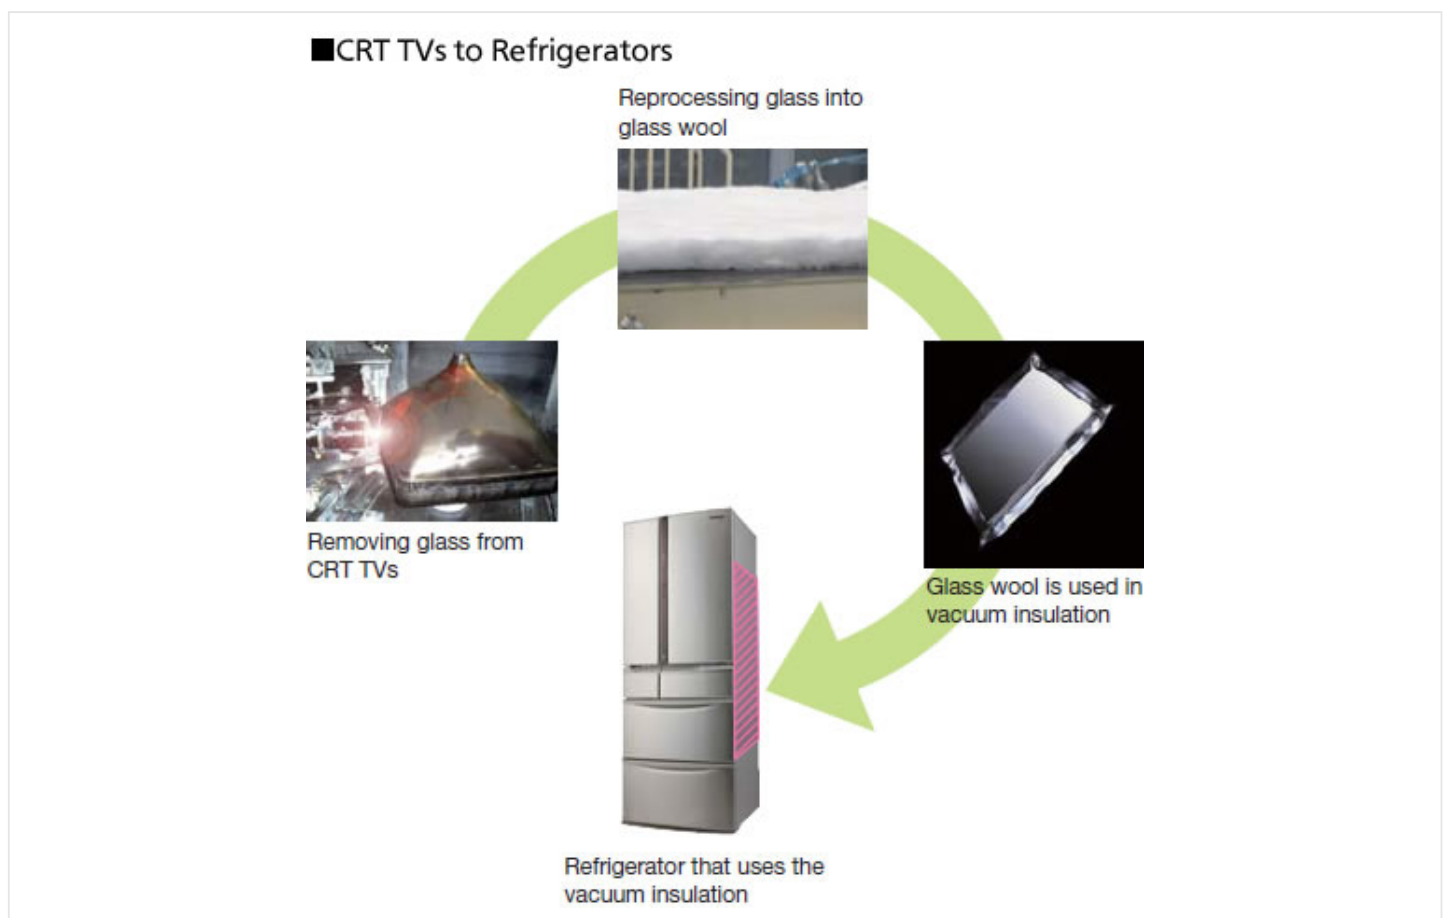 ■CRT TVs to Refrigerators
Reprocessing glass into
glass wool
Removing glass from
CRT TVs
Glass wool is used in
vacuum insulation
Refrigerator that uses the
vacuum insulation